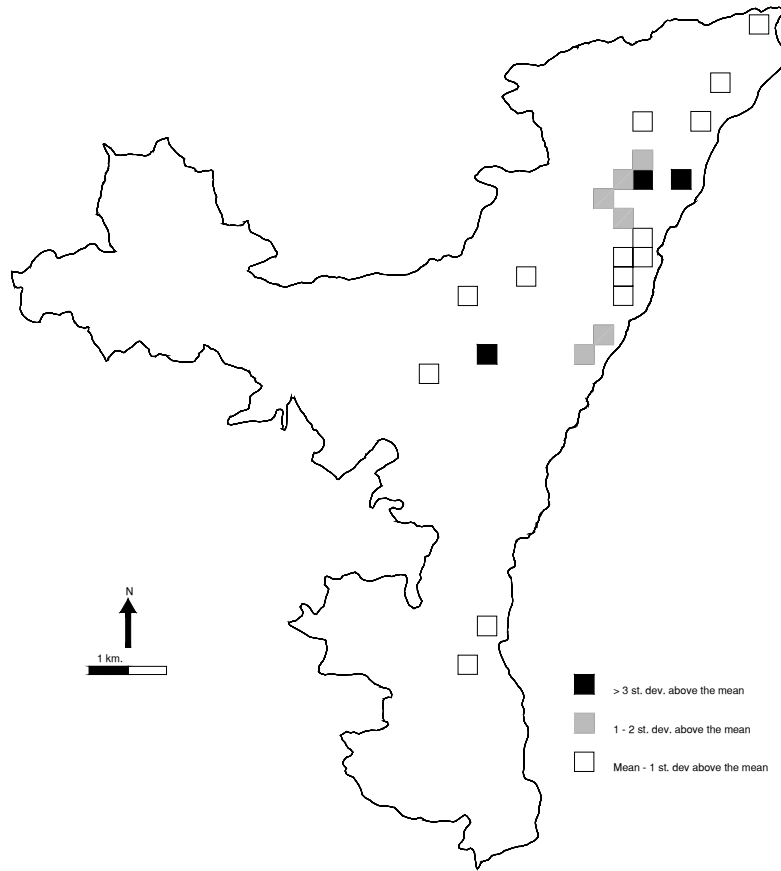 N
1 km.
> 3 st. dev. above the mean
1 - 2 st. dev. above the mean
Mean - 1 st. dev above the mean